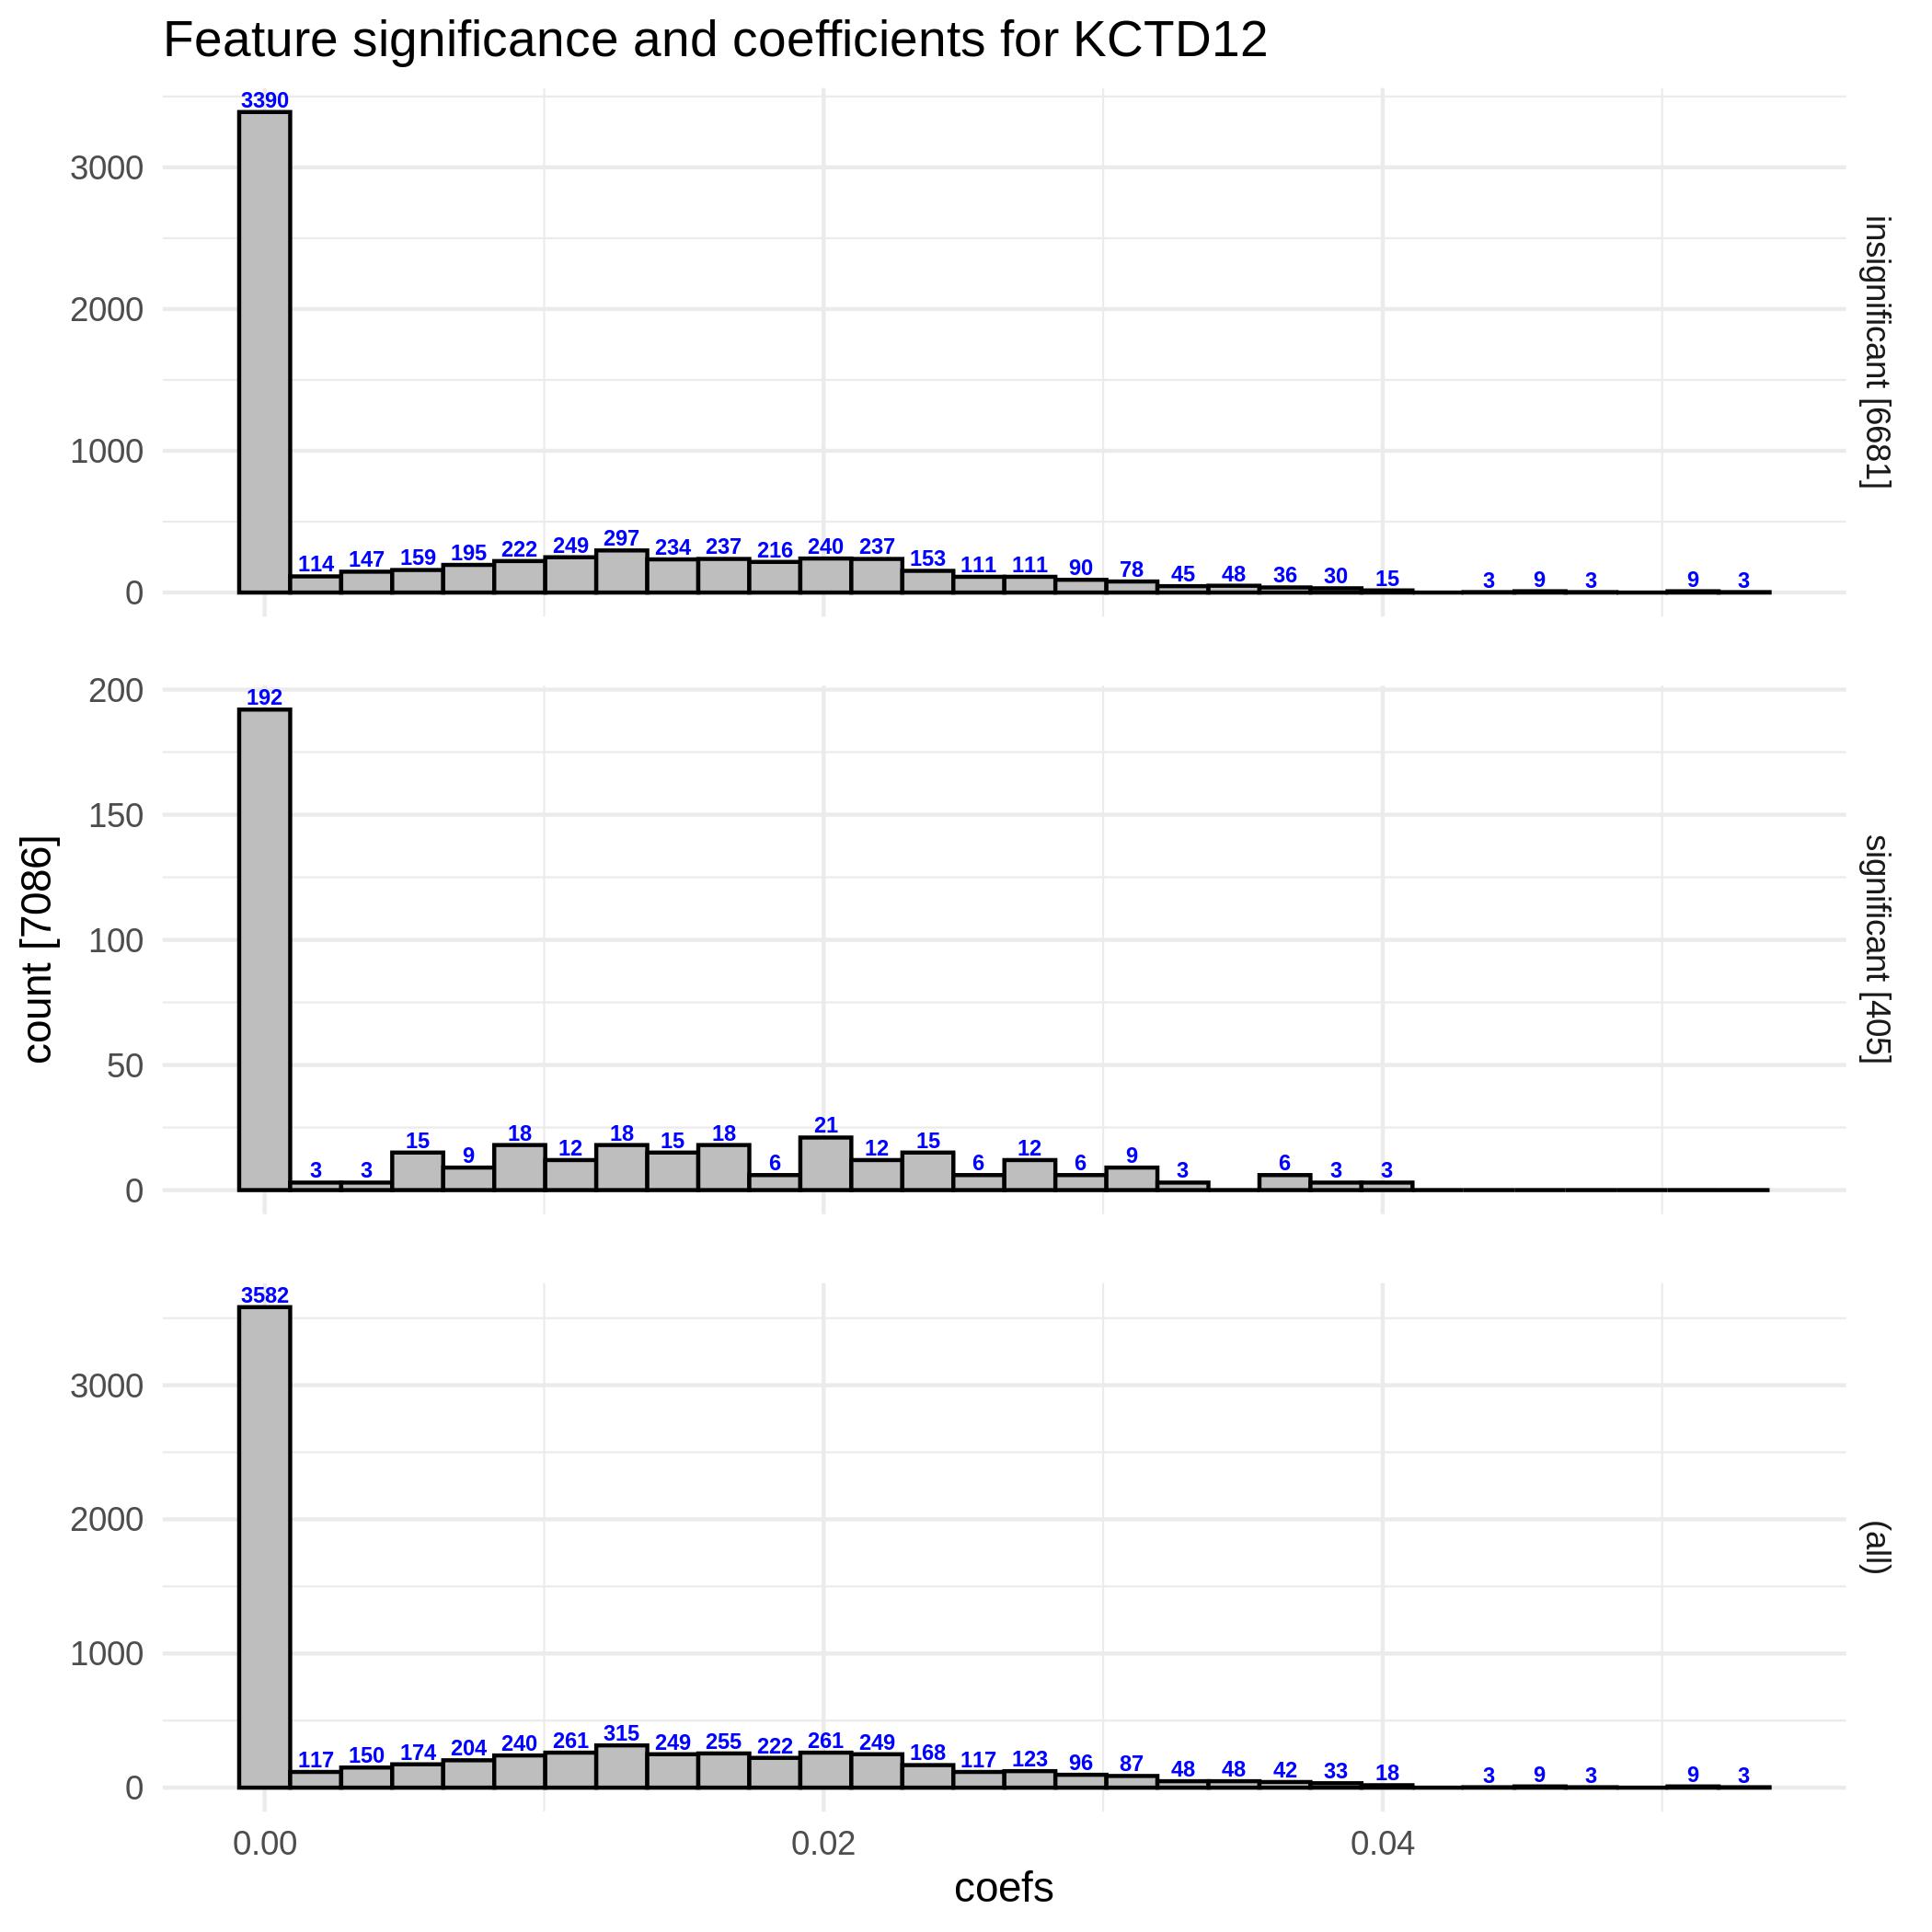 Feature significance and coefficients for KCTD12
3390
3000
2000
1000
0
114 147 159 195 222 249 297 234 237 216 240 237 153 111 111 90 78 45 48 36 30 15 3 9 3 9 3
insignificant [6681]
200
192
150
100
50
0
3 3 15 9 18 12 18 15 18 6 21 12 15 6 12 6 9 3 6 3 3
significant [405]
count [7086]
3582
3000
2000
1000
0
117 150 174 204 240 261 315 249 255 222 261 249 168 117 123 96 87 48 48 42 33 18 3 9 3 9 3
(all)
0.00 0.02 0.04
coefs